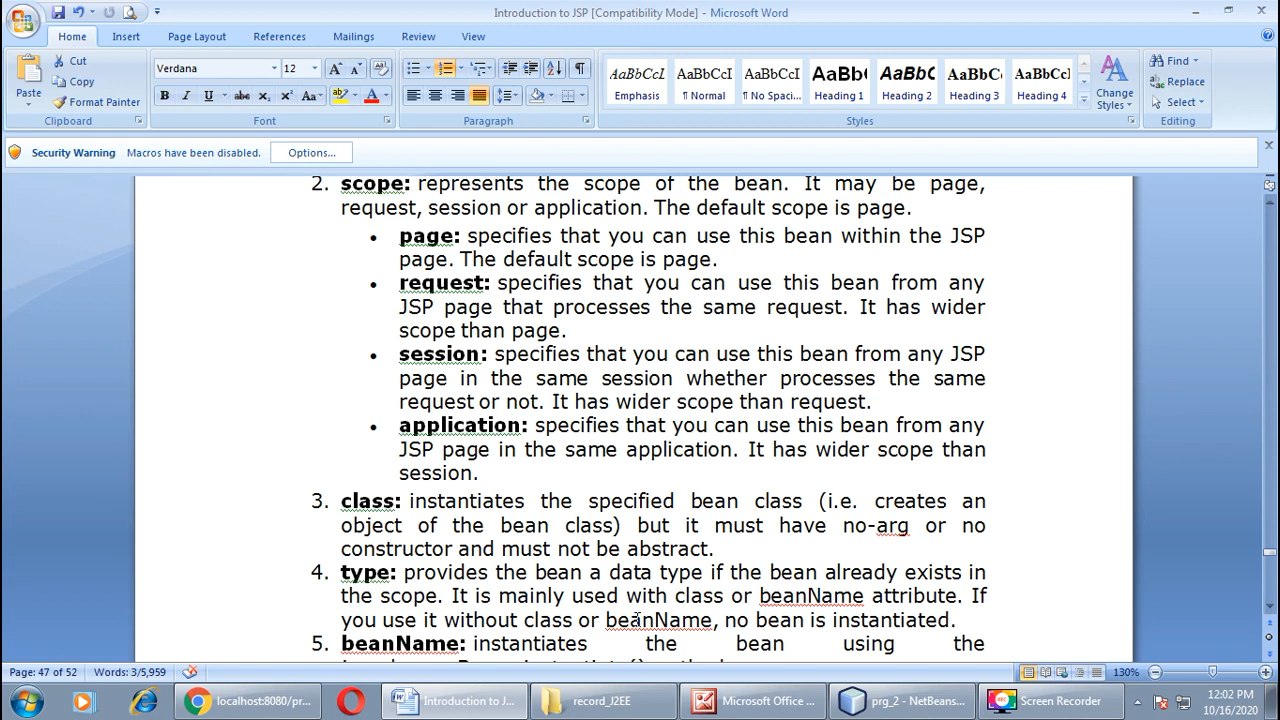 Introduction to JSP [Compatibility Mode] - Microsoft Word
Home Insert Page Layout References Mailings Review View
Paste Cut Copy Format Painter Clipboard
Verdana 12 Font
Paragraph
AaBbCcI AaBbCcI AaBbCcI AaBbC AaBbCc AaBbCc AaBbCc
Emphasis ¶ Normal ¶ No Spaci... Heading 1 Heading 2 Heading 3 Heading 4 Styles
Change Styles
Find Replace Select Editing
Security Warning Macros have been disabled. Options...
2. scope: represents the scope of the bean. It may be page,
request, session or application. The default scope is page.
• page: specifies that you can use this bean within the JSP
page. The default scope is page.
• request: specifies that you can use this bean from any
JSP page that processes the same request. It has wider
scope than page.
• session: specifies that you can use this bean from any JSP
page in the same session whether processes the same
request or not. It has wider scope than request.
• application: specifies that you can use this bean from any
JSP page in the same application. It has wider scope than
session.
3. class: instantiates the specified bean class (i.e. creates an
object of the bean class) but it must have no-arg or no
constructor and must not be abstract.
4. type: provides the bean a data type if the bean already exists in
the scope. It is mainly used with class or beanName attribute. If
you use it without class or beanName, no bean is instantiated.
5. beanName: instantiates the bean using the
Page: 47 of 52 Words: 3/5,959 130%
localhost:8080/pr... Introduction to J... record_J2EE Microsoft Office ... prg_2 - NetBeans... Screen Recorder 12:02 PM
10/16/2020